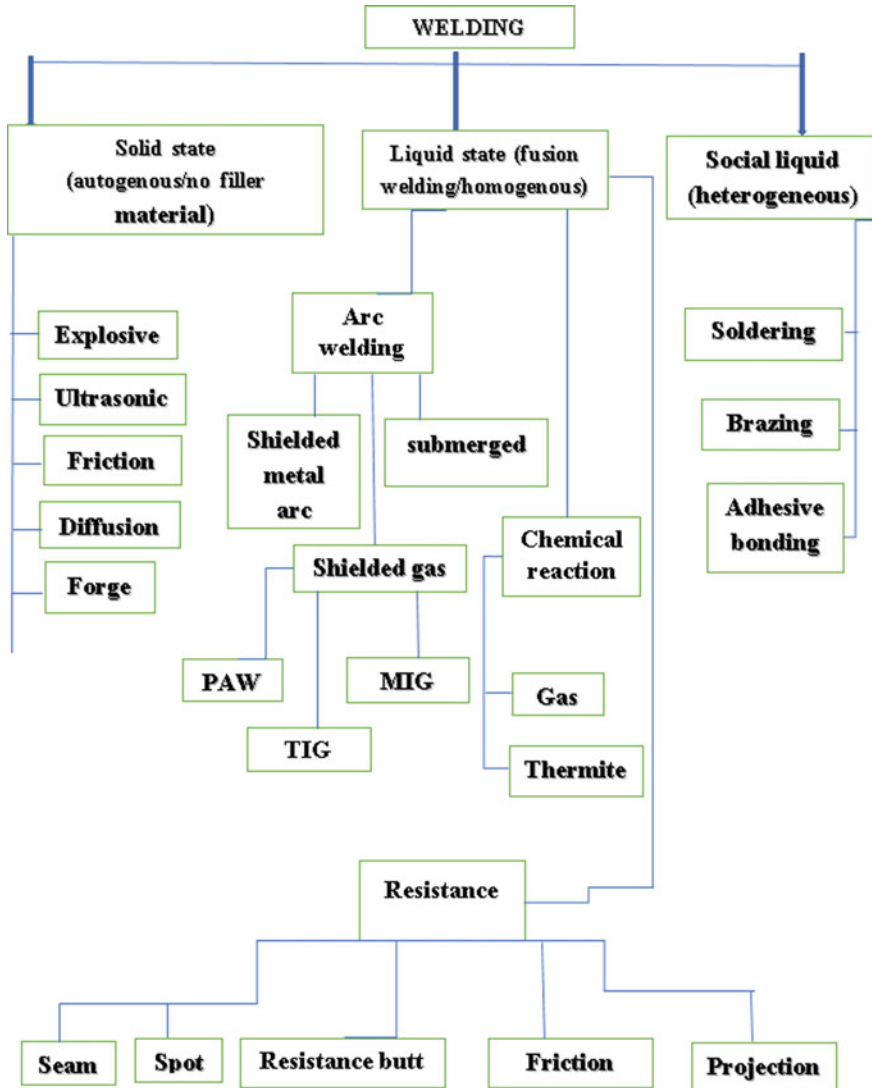 WELDING
Solid state
(autogenous/no filler
material)
Liquid state (fusion
welding/homogenous)
Social liquid
(heterogeneous)
Explosive
Ultrasonic
Friction
Diffusion
Forge
Arc
welding
Shielded
metal
arc
submerged
Shielded gas
PAW
MIG
TIG
Chemical
reaction
Gas
Thermite
Soldering
Brazing
Adhesive
bonding
Resistance
Seam
Spot
Resistance butt
Friction
Projection